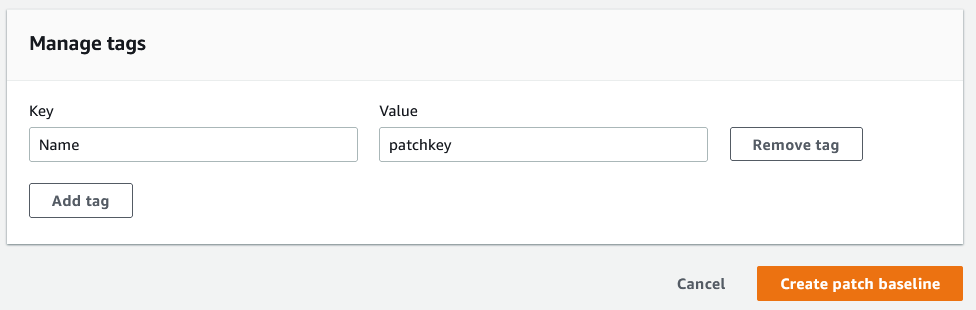 Manage tags
Key
Value
Name
patchkey
Remove tag
Add tag
Cancel
Create patch baseline